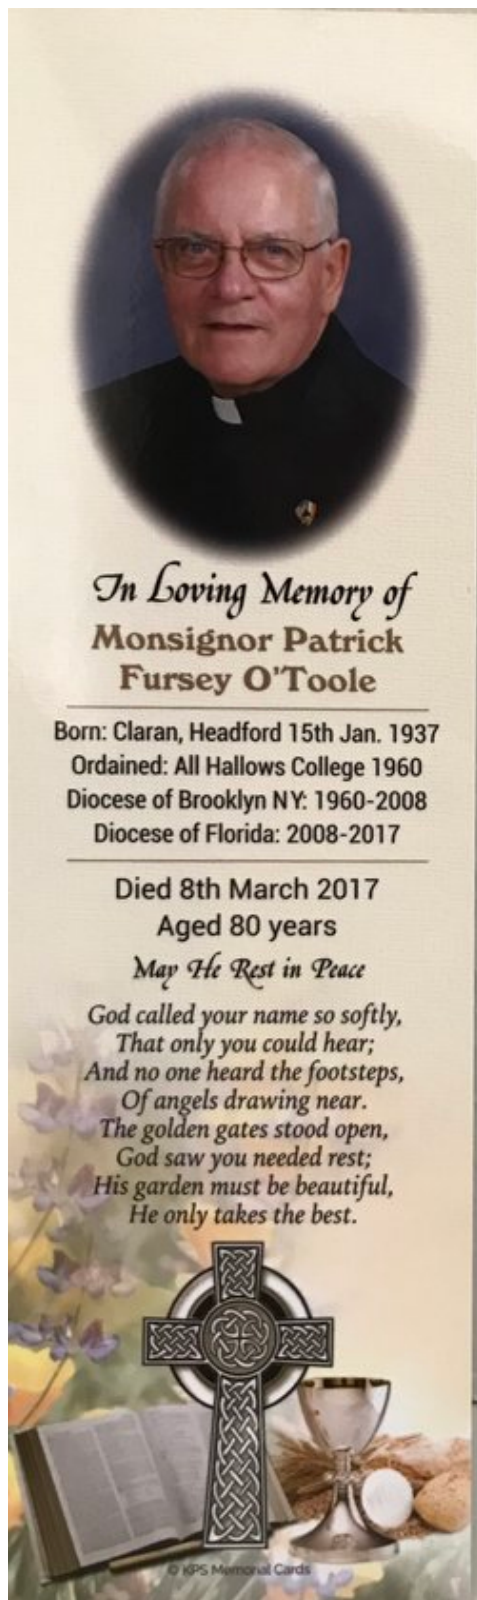 In Loving Memory of
Monsignor Patrick
Fursey O'Toole
Born: Claran, Headford 15th Jan. 1937
Ordained: All Hallows College 1960
Diocese of Brooklyn NY: 1960-2008
Diocese of Florida: 2008-2017
Died 8th March 2017
Aged 80 years
May He Rest in Peace
God called your name so softly,
That only you could hear;
And no one heard the footsteps,
Of angels drawing near.
The golden gates stood open,
God saw you needed rest;
His garden must be beautiful,
He only takes the best.
© KPS Memorial Cards